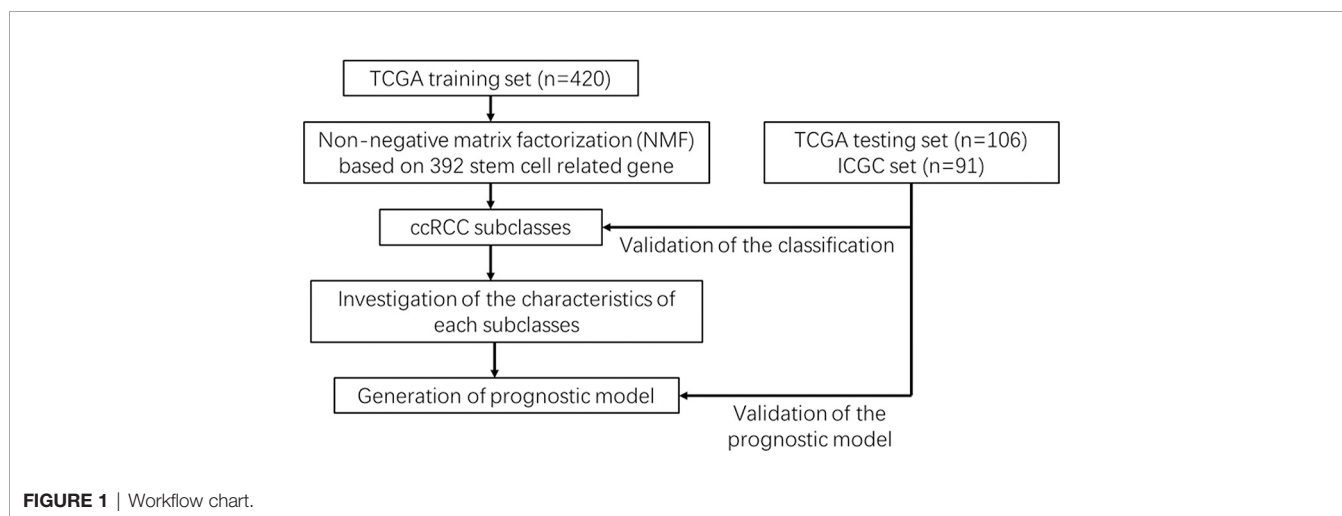 TCGA training set (n=420)
Non-negative matrix factorization (NMF)
based on 392 stem cell related gene
TCGA testing set (n=106)
ICGC set (n=91)
ccRCC subclasses
Validation of the classification
Investigation of the characteristics of
each subclasses
Generation of prognostic model
Validation of the
prognostic model
FIGURE 1 | Workflow chart.